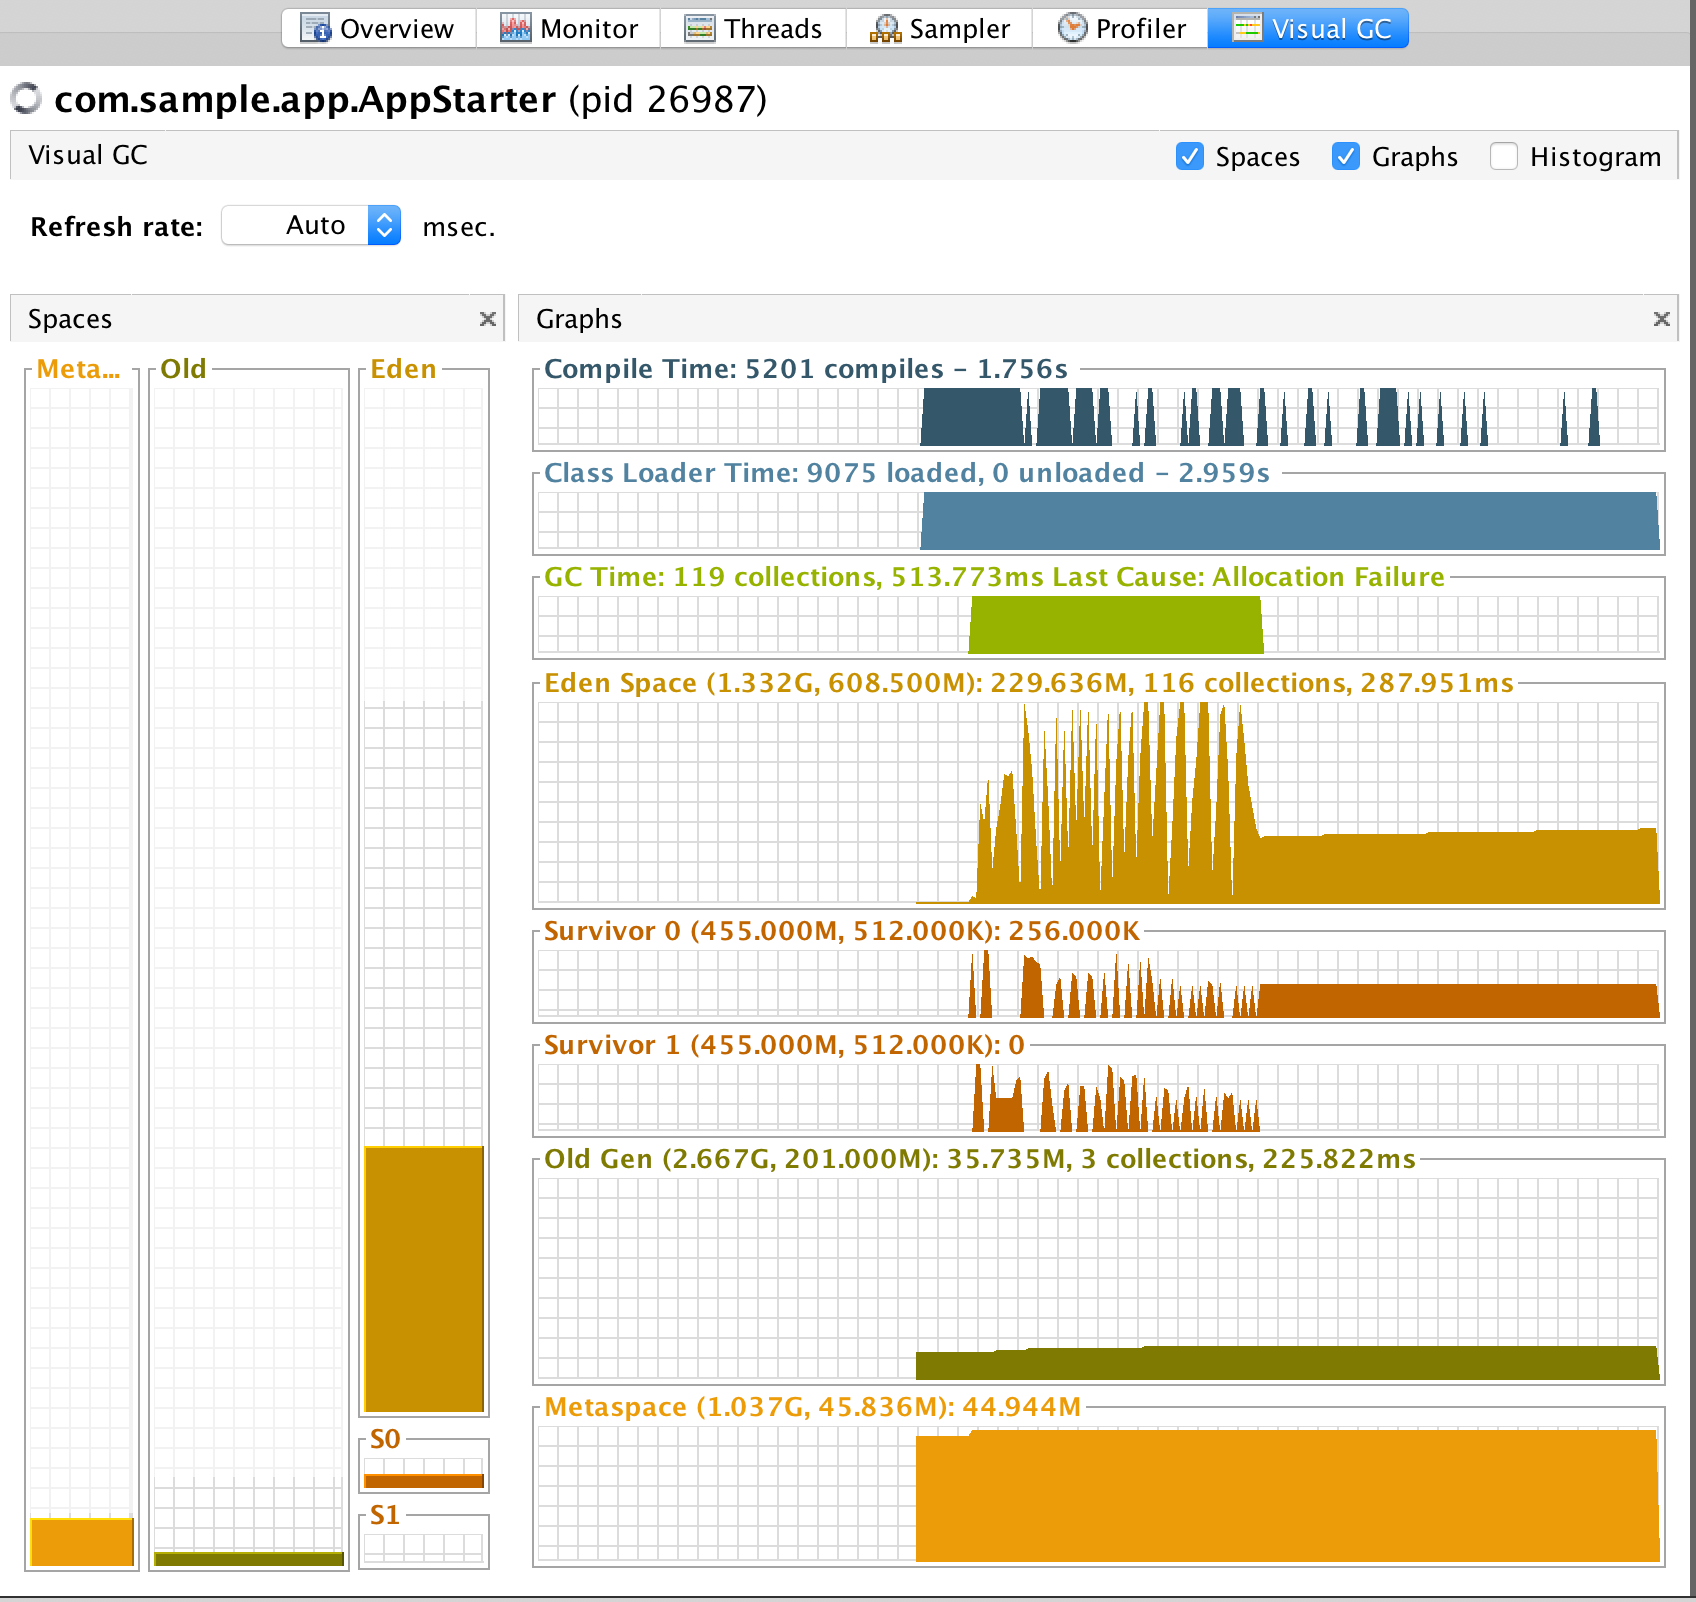 Overview Monitor Threads Sampler Profiler Visual GC
com.sample.app.AppStarter (pid 26987)
Visual GC
Spaces Graphs Histogram
Refresh rate: Auto msec.
Spaces
Meta... Old Eden
S0
S1
Graphs
Compile Time: 5201 compiles - 1.756s
Class Loader Time: 9075 loaded, 0 unloaded - 2.959s
GC Time: 119 collections, 513.773ms Last Cause: Allocation Failure
Eden Space (1.332G, 608.500M): 229.636M, 116 collections, 287.951ms
Survivor 0 (455.000M, 512.000K): 256.000K
Survivor 1 (455.000M, 512.000K): 0
Old Gen (2.667G, 201.000M): 35.735M, 3 collections, 225.822ms
Metaspace (1.037G, 45.836M): 44.944M